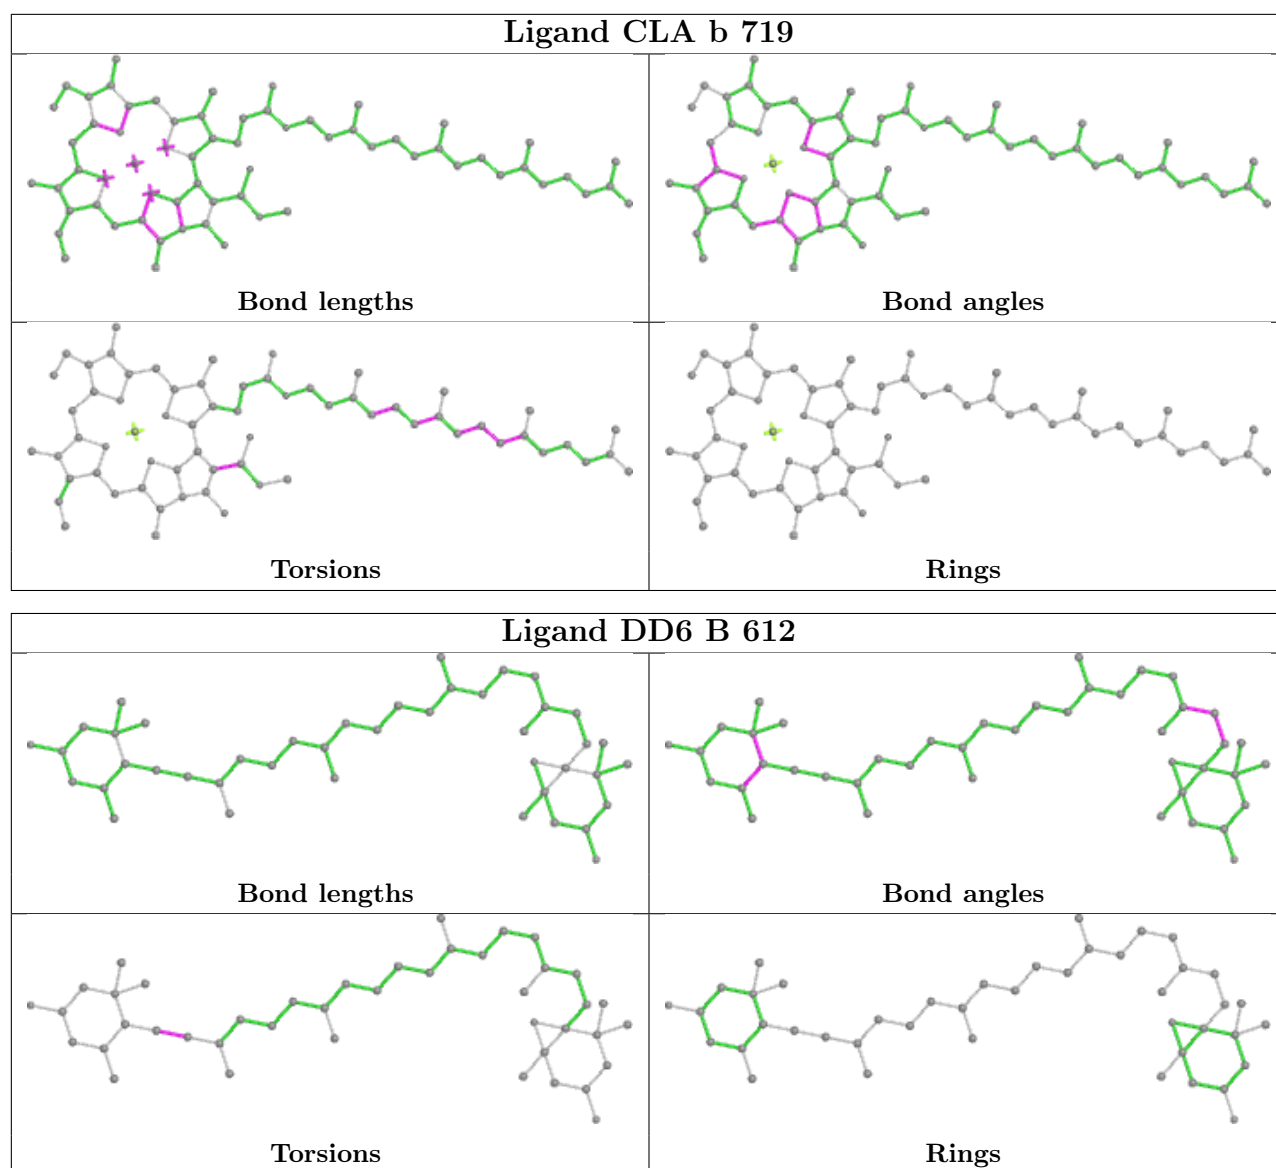 Ligand CLA b 719
Bond lengths
Bond angles
Torsions
Rings
Ligand DD6 B 612
Bond lengths
Bond angles
Torsions
Rings